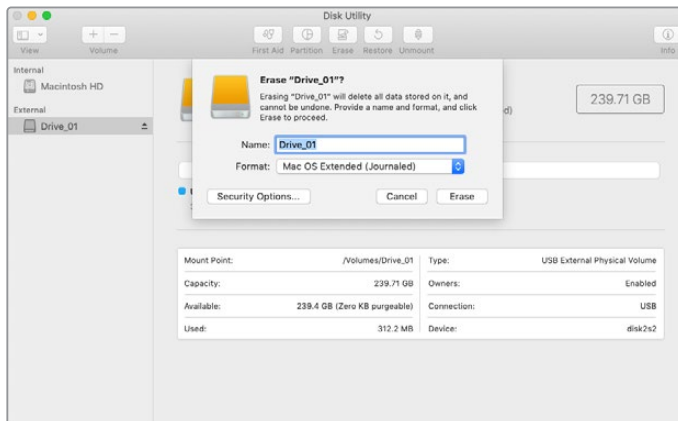 Disk Utility
View
Volume
First Aid
Partition
Erase
Restore
Unmount
Info
Internal
Macintosh HD
External
Drive_01
Erase “Drive_01”?
Erasing “Drive_01” will delete all data stored on it, and
cannot be undone. Provide a name and format, and click
Erase to proceed.
Name: Drive_01
Format: Mac OS Extended (Journaled)
Security Options...
Cancel
Erase
239.71 GB
Mount Point: /Volumes/Drive_01
Type: USB External Physical Volume
Capacity: 239.71 GB
Owners: Enabled
Available: 239.4 GB (Zero KB purgeable)
Connection: USB
Used: 312.2 MB
Device: disk2s2